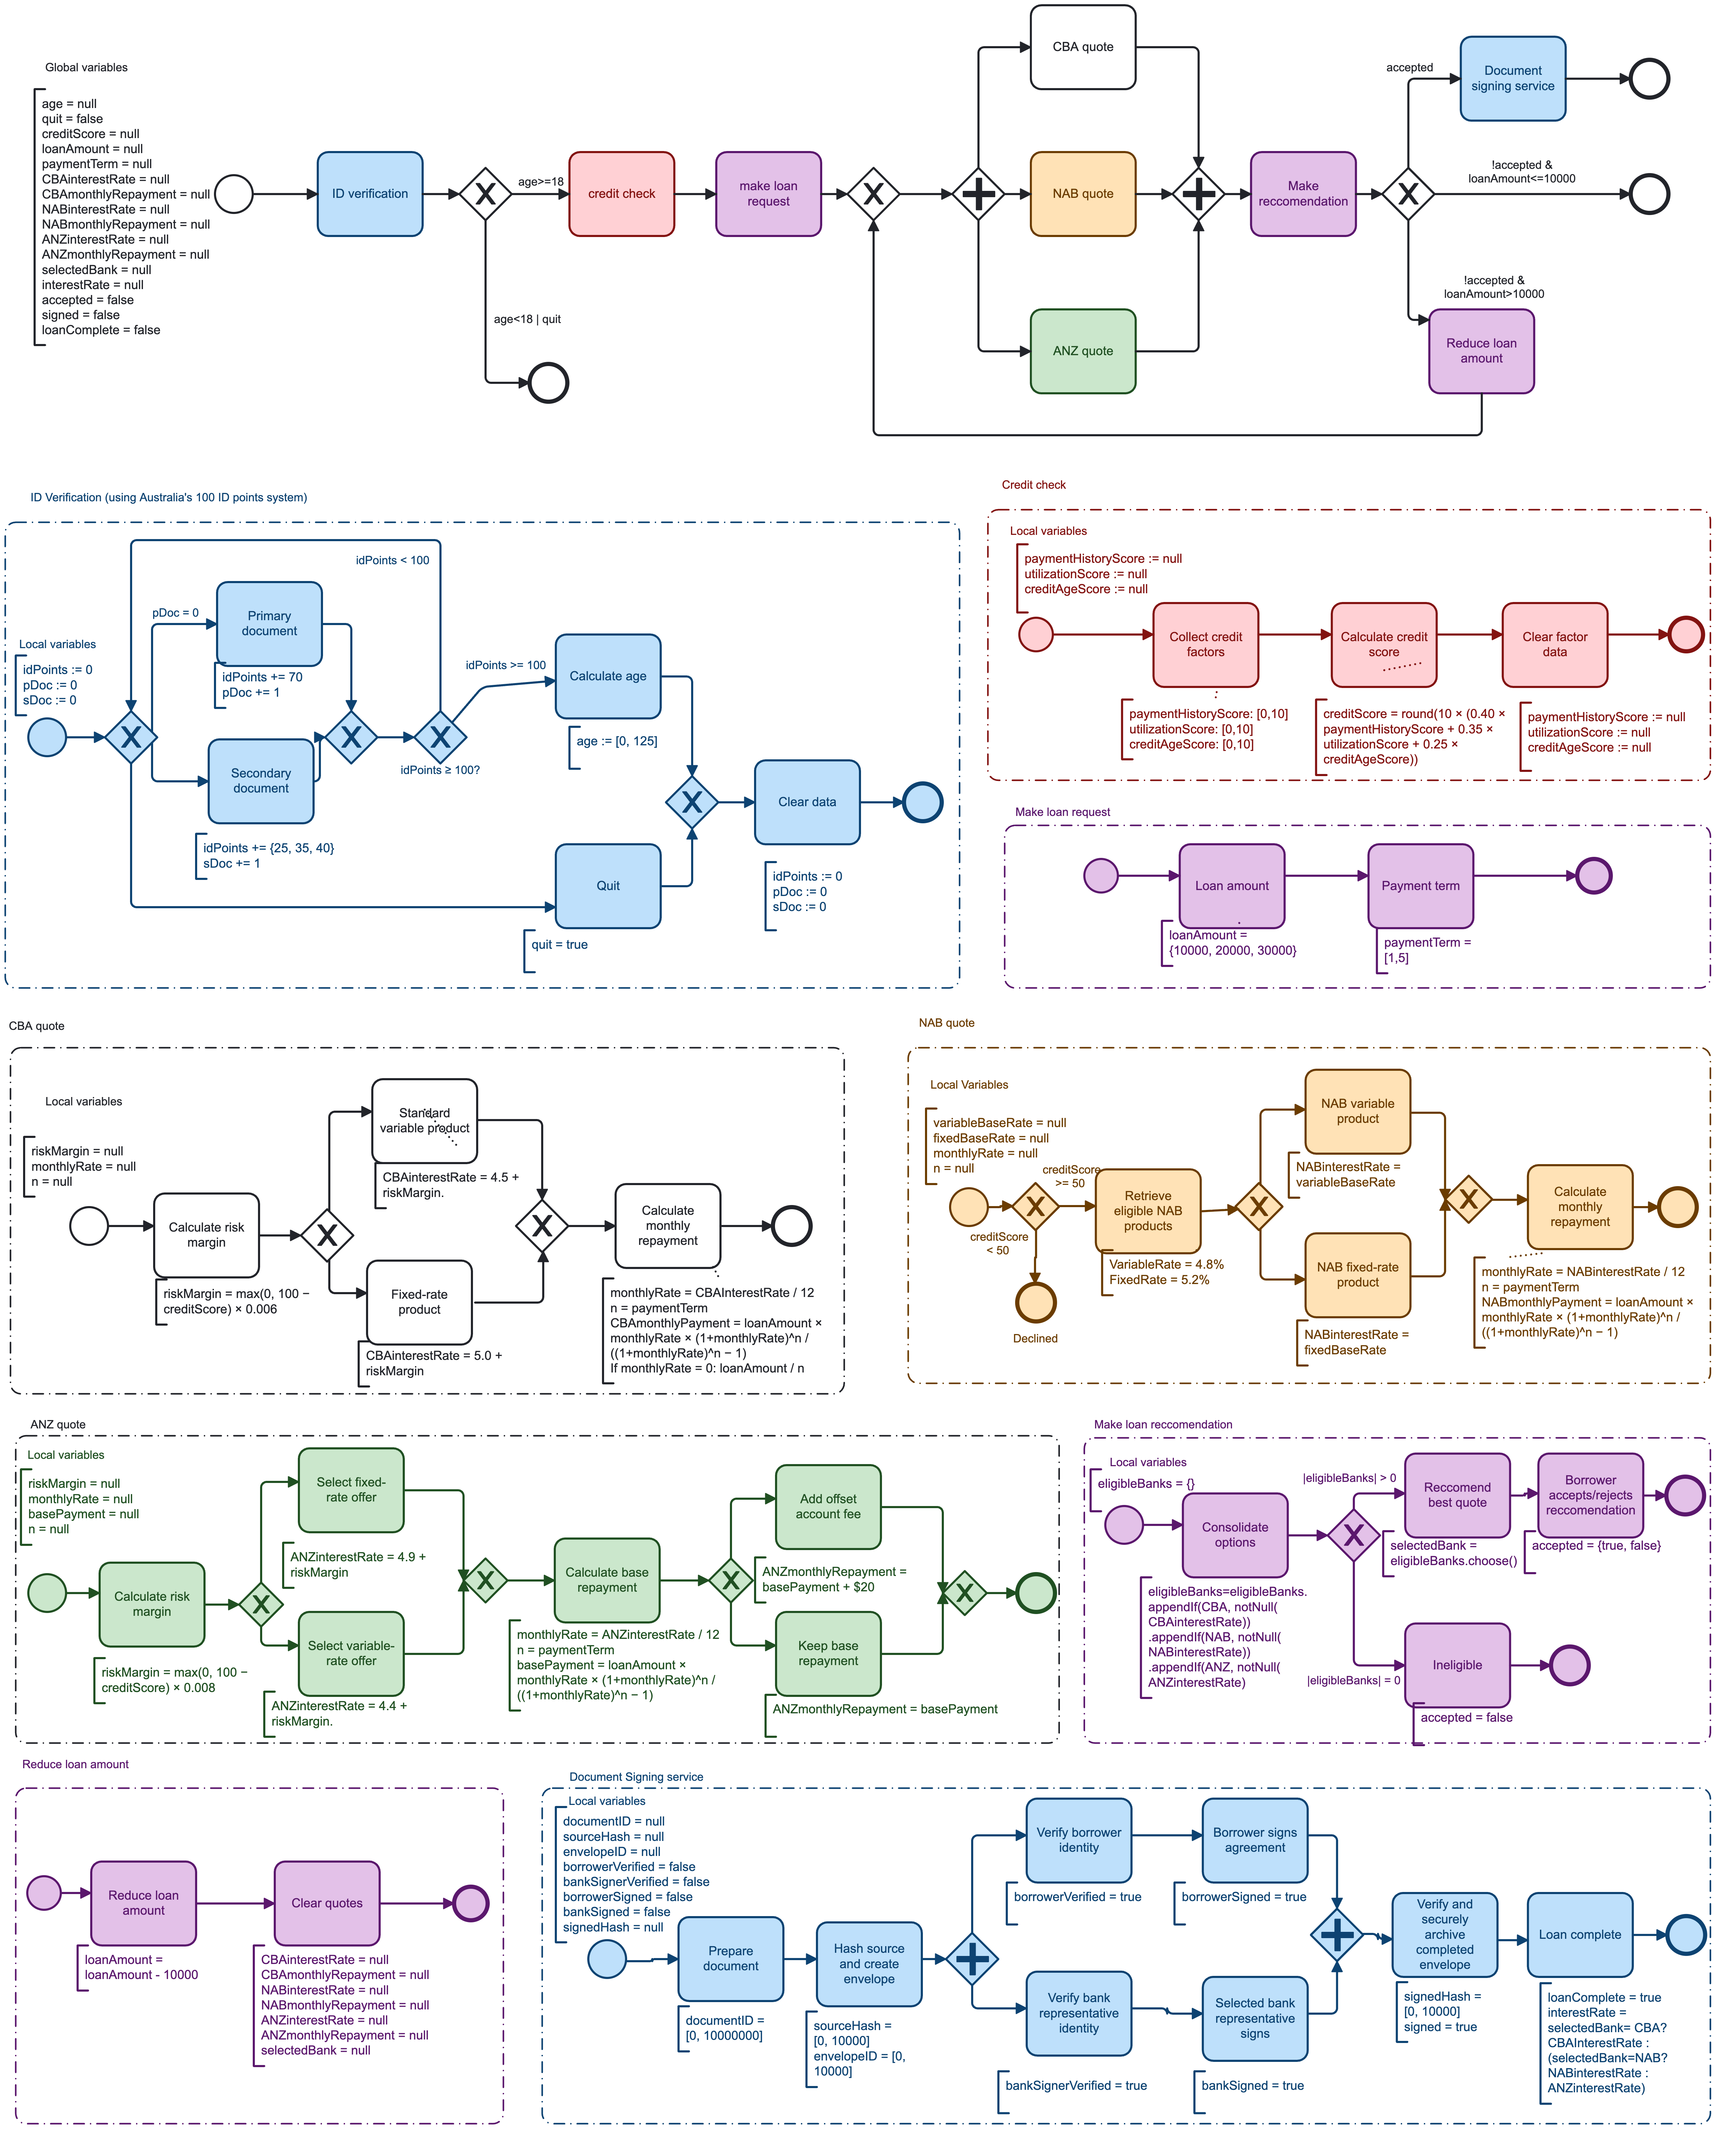 Global variables
age = null
quit = false
creditScore = null
loanAmount = null
paymentTerm = null
CBAinterestRate = null
CBAmonthlyRepayment = null
NABinterestRate = null
NABmonthlyRepayment = null
ANZinterestRate = null
ANZmonthlyRepayment = null
selectedBank = null
interestRate = null
accepted = false
signed = false
loanComplete = false
ID verification
X
age>=18
age<18 | quit
credit check
make loan
request
X
CBA quote
NAB quote
ANZ quote
Make
reccomendation
X
accepted
Document
signing service
!accepted &
loanAmount<=10000
!accepted &
loanAmount>10000
Reduce loan
amount
ID Verification (using Australia's 100 ID points system)
Local variables
idPoints := 0
pDoc := 0
sDoc := 0
X
pDoc = 0
Primary
document
idPoints += 70
pDoc += 1
Secondary
document
idPoints += {25, 35, 40}
sDoc += 1
X
idPoints < 100
X
idPoints ≥ 100?
idPoints >= 100
Calculate age
age := [0, 125]
Quit
quit = true
X
Clear data
idPoints := 0
pDoc := 0
sDoc := 0
Credit check
Local variables
paymentHistoryScore := null
utilizationScore := null
creditAgeScore := null
Collect credit
factors
paymentHistoryScore: [0,10]
utilizationScore: [0,10]
creditAgeScore: [0,10]
Calculate credit
score
creditScore = round(10 × (0.40 ×
paymentHistoryScore + 0.35 ×
utilizationScore + 0.25 ×
creditAgeScore))
Clear factor
data
paymentHistoryScore := null
utilizationScore := null
creditAgeScore := null
Make loan request
Loan amount
loanAmount =
{10000, 20000, 30000}
Payment term
paymentTerm =
[1,5]
CBA quote
Local variables
riskMargin = null
monthlyRate = null
n = null
Calculate risk
margin
riskMargin = max(0, 100 −
creditScore) × 0.006
X
Standard
variable product
CBAinterestRate = 4.5 +
riskMargin.
Fixed-rate
product
CBAinterestRate = 5.0 +
riskMargin
X
Calculate
monthly
repayment
monthlyRate = CBAInterestRate / 12
n = paymentTerm
CBAmonthlyPayment = loanAmount ×
monthlyRate × (1+monthlyRate)^n /
((1+monthlyRate)^n − 1)
If monthlyRate = 0: loanAmount / n
NAB quote
Local Variables
variableBaseRate = null
fixedBaseRate = null
monthlyRate = null
n = null
X
creditScore
>= 50
creditScore
< 50
Declined
Retrieve
eligible NAB
products
VariableRate = 4.8%
FixedRate = 5.2%
X
NAB variable
product
NABinterestRate =
variableBaseRate
NAB fixed-rate
product
NABinterestRate =
fixedBaseRate
X
Calculate
monthly
repayment
monthlyRate = NABinterestRate / 12
n = paymentTerm
NABmonthlyPayment = loanAmount ×
monthlyRate × (1+monthlyRate)^n /
((1+monthlyRate)^n − 1)
ANZ quote
Local variables
riskMargin = null
monthlyRate = null
basePayment = null
n = null
Calculate risk
margin
riskMargin = max(0, 100 −
creditScore) × 0.008
X
Select fixed-
rate offer
ANZinterestRate = 4.9 +
riskMargin
Select variable-
rate offer
ANZinterestRate = 4.4 +
riskMargin.
X
Calculate base
repayment
monthlyRate = ANZinterestRate / 12
n = paymentTerm
basePayment = loanAmount ×
monthlyRate × (1+monthlyRate)^n /
((1+monthlyRate)^n − 1)
X
Add offset
account fee
ANZmonthlyRepayment =
basePayment + $20
Keep base
repayment
ANZmonthlyRepayment = basePayment
X
Make loan reccomendation
Local variables
eligibleBanks = {}
Consolidate
options
eligibleBanks=eligibleBanks.
appendIf(CBA, notNull(
CBAinterestRate))
.appendIf(NAB, notNull(
NABinterestRate))
.appendIf(ANZ, notNull(
ANZinterestRate)
X
|eligibleBanks| > 0
Reccomend
best quote
selectedBank =
eligibleBanks.choose()
Borrower
accepts/rejects
reccomendation
accepted = {true, false}
|eligibleBanks| = 0
Ineligible
accepted = false
Reduce loan amount
Reduce loan
amount
loanAmount =
loanAmount - 10000
Clear quotes
CBAinterestRate = null
CBAmonthlyRepayment = null
NABinterestRate = null
NABmonthlyRepayment = null
ANZinterestRate = null
ANZmonthlyRepayment = null
selectedBank = null
Document Signing service
Local variables
documentID = null
sourceHash = null
envelopeID = null
borrowerVerified = false
bankSignerVerified = false
borrowerSigned = false
bankSigned = false
signedHash = null
Prepare
document
documentID =
[0, 10000000]
Hash source
and create
envelope
sourceHash =
[0, 10000]
envelopeID = [0,
10000]
Verify borrower
identity
borrowerVerified = true
Borrower signs
agreement
borrowerSigned = true
Verify bank
representative
identity
bankSignerVerified = true
Selected bank
representative
signs
bankSigned = true
Verify and
securely
archive
completed
envelope
signedHash =
[0, 10000]
signed = true
Loan complete
loanComplete = true
interestRate =
selectedBank= CBA?
CBAInterestRate :
(selectedBank=NAB?
NABinterestRate :
ANZinterestRate)